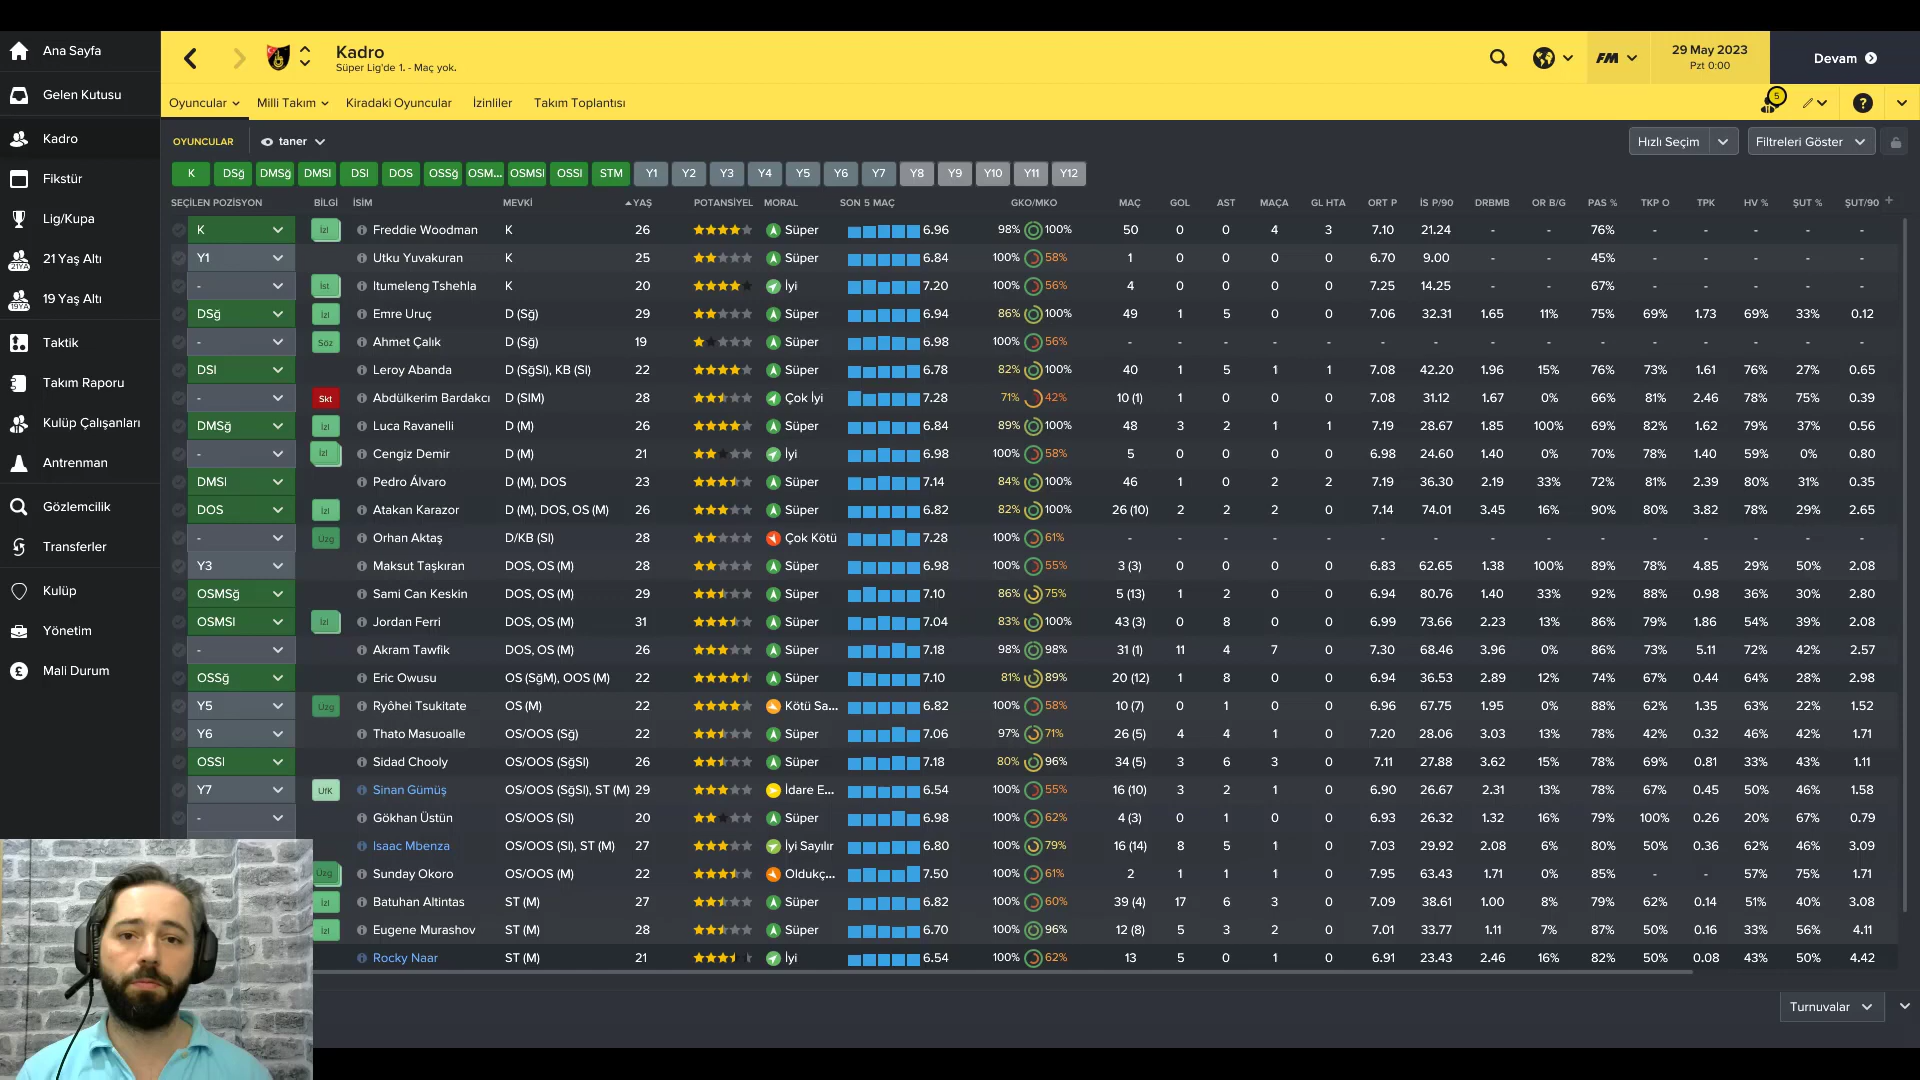 Ana Sayfa
Gelen Kutusu
Kadro
Fikstür
Lig/Kupa
21 Yaş Altı
19 Yaş Altı
Taktik
Takım Raporu
Kulüp Çalışanları
Antrenman
Gözlemcilik
Transferler
Kulüp
Yönetim
Mali Durum
Kadro
Süper Lig'de 1. - Maç yok.
FM
29 May 2023
Pzt 0:00
Devam
Oyuncular Milli Takım Kiradaki Oyuncular İzinliler Takım Toplantısı
5
OYUNCULAR taner Hızlı Seçim Filtreleri Göster
K DSğ DMSğ DMSl DSl DOS OSSğ OSM... OSMSl OSSl STM Y1 Y2 Y3 Y4 Y5 Y6 Y7 Y8 Y9 Y10 Y11 Y12
SEÇİLEN POZİSYON BİLGİ İSİM MEVKİ YAŞ POTANSİYEL MORAL SON 5 MAÇ GKO/MKO MAÇ GOL AST MAÇA GL HTA ORT P İS P/90 DRBMB OR B/G PAS % TKP O TPK HV % ŞUT % ŞUT/90
K İzl Freddie Woodman K 26 Süper 6.96 98% 100% 50 0 0 4 3 7.10 21.24 - - 76% - - - - -
Y1 Utku Yuvakuran K 25 Süper 6.84 100% 58% 1 0 0 0 0 6.70 9.00 - - 45% - - - - -
- İst Itumeleng Tshehla K 20 İyi 7.20 100% 56% 4 0 0 0 0 7.25 14.25 - - 67% - - - - -
DSğ İzl Emre Uruç D (Sğ) 29 Süper 6.94 86% 100% 49 1 5 0 0 7.06 32.31 1.65 11% 75% 69% 1.73 69% 33% 0.12
- Söz Ahmet Çalık D (Sğ) 19 Süper 6.98 100% 56% - - - - - - - - - - - - - - -
DSl Leroy Abanda D (SğSl), KB (Sl) 22 Süper 6.78 82% 100% 40 1 5 1 1 7.08 42.20 1.96 15% 76% 73% 1.61 76% 27% 0.65
- Skt Abdülkerim Bardakcı D (SlM) 28 Çok İyi 7.28 71% 42% 10 (1) 1 0 0 0 7.08 31.12 1.67 0% 66% 81% 2.46 78% 75% 0.39
DMSğ İzl Luca Ravanelli D (M) 26 Süper 6.84 89% 100% 48 3 2 1 1 7.19 28.67 1.85 100% 69% 82% 1.62 79% 37% 0.56
- İzl Cengiz Demir D (M) 21 İyi 6.98 100% 58% 5 0 0 0 0 6.98 24.60 1.40 0% 70% 78% 1.40 59% 0% 0.80
DMSl Pedro Álvaro D (M), DOS 23 Süper 7.14 84% 100% 46 1 0 2 2 7.19 36.30 2.19 33% 72% 81% 2.39 80% 31% 0.35
DOS İzl Atakan Karazor D (M), DOS, OS (M) 26 Süper 6.82 82% 100% 26 (10) 2 2 2 0 7.14 74.01 3.45 16% 90% 80% 3.82 78% 29% 2.65
- Üzg Orhan Aktaş D/KB (Sl) 28 Çok Kötü 7.28 100% 61% - - - - - - - - - - - - - - -
Y3 Maksut Taşkıran DOS, OS (M) 28 Süper 6.98 100% 55% 3 (3) 0 0 0 0 6.83 62.65 1.38 100% 89% 78% 4.85 29% 50% 2.08
OSMSğ Sami Can Keskin DOS, OS (M) 29 Süper 7.10 86% 75% 5 (13) 1 2 0 0 6.94 80.76 1.40 33% 92% 88% 0.98 36% 30% 2.80
OSMSl İzl Jordan Ferri DOS, OS (M) 31 Süper 7.04 83% 100% 43 (3) 0 8 0 0 6.99 73.66 2.23 13% 86% 79% 1.86 54% 39% 2.08
- Akram Tawfik DOS, OS (M) 26 Süper 7.18 98% 98% 31 (1) 11 4 7 0 7.30 68.46 3.96 0% 86% 73% 5.11 72% 42% 2.57
OSSğ Eric Owusu OS (SğM), OOS (M) 22 Süper 7.10 81% 89% 20 (12) 1 8 0 0 6.94 36.53 2.89 12% 74% 67% 0.44 64% 28% 2.98
Y5 Üzg Ryôhei Tsukitate OS (M) 22 Kötü Sa... 6.82 100% 58% 10 (7) 0 1 0 0 6.96 67.75 1.95 0% 88% 62% 1.35 63% 22% 1.52
Y6 Thato Masuoalle OS/OOS (Sğ) 22 Süper 7.06 97% 71% 26 (5) 4 4 1 0 7.20 28.06 3.03 13% 78% 42% 0.32 46% 42% 1.71
OSSl Sidad Chooly OS/OOS (SğSl) 26 Süper 7.18 80% 96% 34 (5) 3 6 3 0 7.11 27.88 3.62 15% 78% 69% 0.81 33% 43% 1.11
Y7 UfK Sinan Gümüş OS/OOS (SğSl), ST (M) 29 İdare E... 6.54 100% 55% 16 (10) 3 2 1 0 6.90 26.67 2.31 13% 78% 67% 0.45 50% 46% 1.58
- Gökhan Üstün OS/OOS (Sl) 20 Süper 6.98 100% 62% 4 (3) 0 1 0 0 6.93 26.32 1.32 16% 79% 100% 0.26 20% 67% 0.79
Isaac Mbenza OS/OOS (Sl), ST (M) 27 İyi Sayılır 6.80 100% 79% 16 (14) 8 5 1 0 7.03 29.92 2.08 6% 80% 50% 0.36 62% 46% 3.09
Üzg Sunday Okoro OS/OOS (M) 22 Oldukç... 7.50 100% 61% 2 1 1 1 0 7.95 63.43 1.71 0% 85% - - 57% 75% 1.71
İzl Batuhan Altintas ST (M) 27 Süper 6.82 100% 60% 39 (4) 17 6 3 0 7.09 38.61 1.00 8% 79% 62% 0.14 51% 40% 3.08
İzl Eugene Murashov ST (M) 28 Süper 6.70 100% 96% 12 (8) 5 3 2 0 7.01 33.77 1.11 7% 87% 50% 0.16 33% 56% 4.11
Rocky Naar ST (M) 21 İyi 6.54 100% 62% 13 5 0 1 0 6.91 23.43 2.46 16% 82% 50% 0.08 43% 50% 4.42
Turnuvalar